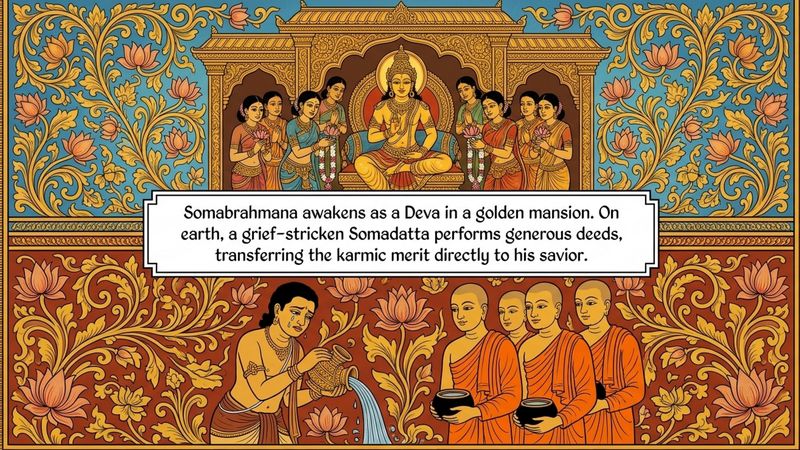 Somabrahmana awakens as a Deva in a golden mansion. On
earth, a grief-stricken Somadatta performs generous deeds,
transferring the karmic merit directly to his savior.